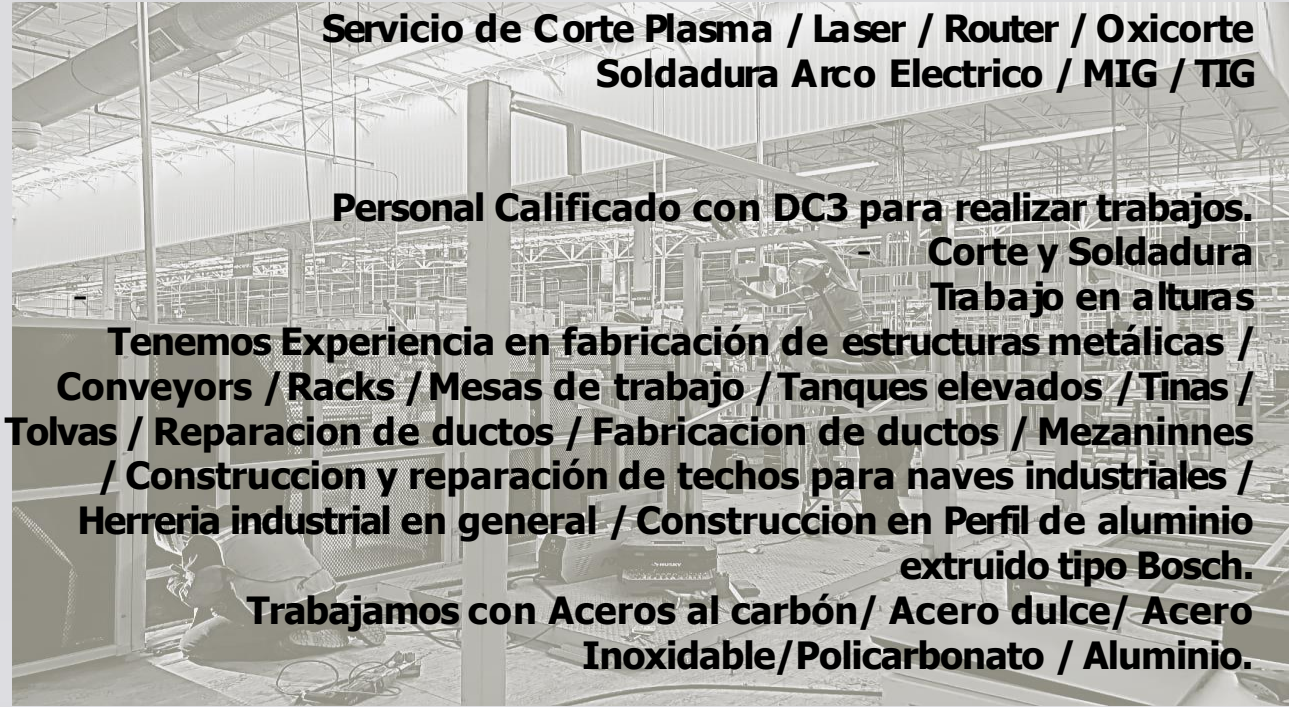 Servicio de Corte Plasma / Laser / Router / Oxicorte
Soldadura Arco Electrico / MIG / TIG
Personal Calificado con DC3 para realizar trabajos.
- Corte y Soldadura
- Trabajo en alturas
Tenemos Experiencia en fabricación de estructuras metálicas /
Conveyors / Racks / Mesas de trabajo / Tanques elevados / Tinas /
Tolvas / Reparacion de ductos / Fabricacion de ductos / Mezaninnes
/ Construccion y reparación de techos para naves industriales /
Herreria industrial en general / Construccion en Perfil de aluminio
extruido tipo Bosch.
Trabajamos con Aceros al carbón/ Acero dulce/ Acero
Inoxidable/Policarbonato / Aluminio.
HUSKY